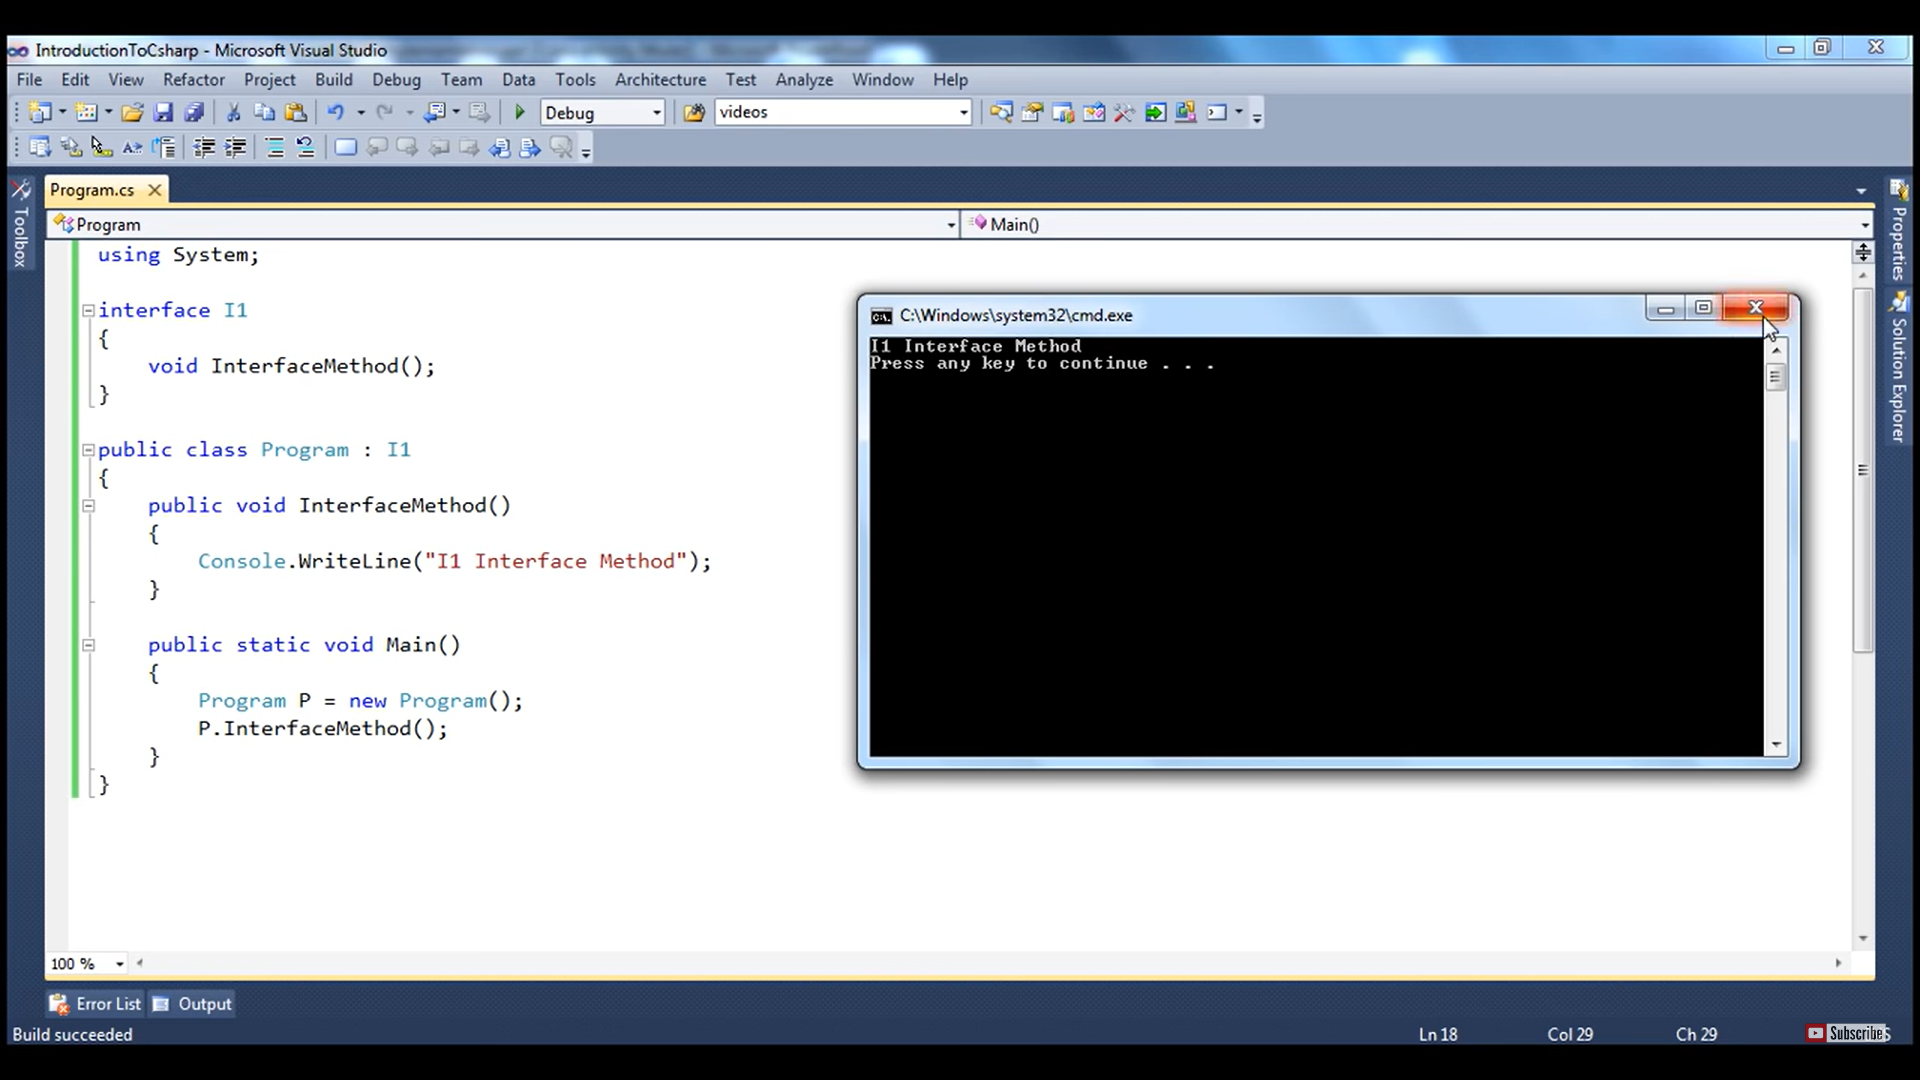 IntroductionToCsharp - Microsoft Visual Studio
File Edit View Refactor Project Build Debug Team Data Tools Architecture Test Analyze Window Help
Debug videos
Toolbox
Program.cs
Program Main()
using System;
interface I1
{
void InterfaceMethod();
}
public class Program : I1
{
public void InterfaceMethod()
{
Console.WriteLine("I1 Interface Method");
}
public static void Main()
{
Program P = new Program();
P.InterfaceMethod();
}
}
C:\Windows\system32\cmd.exe
I1 Interface Method
Press any key to continue . . .
Properties
Solution Explorer
100 %
Error List Output
Build succeeded Ln 18 Col 29 Ch 29
Subscribe